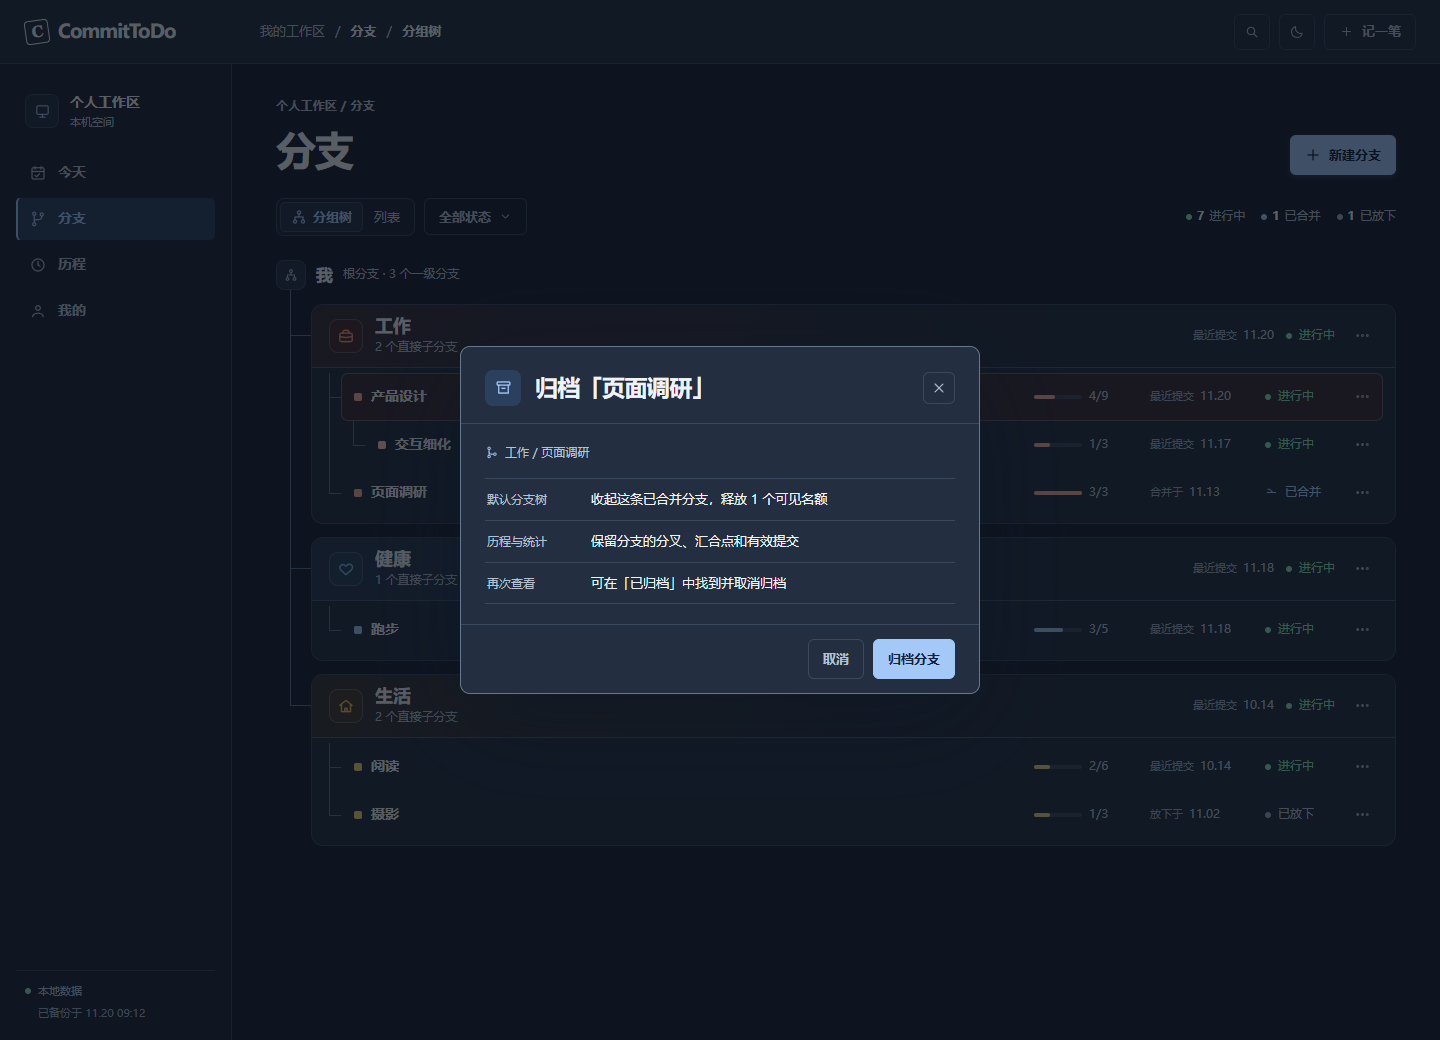 C CommitToDo
我的工作区 / 分支 / 分组树
+ 记一笔
个人工作区
本机空间
今天
分支
历程
我的
个人工作区 / 分支
分支
+ 新建分支
分组树 列表 全部状态
7 进行中 1 已合并 1 已放下
我 根分支 · 3 个一级分支
工作
2 个直接子分支
最近提交 11.20 进行中
产品设计 4/9 最近提交 11.20 进行中
交互细化 1/3 最近提交 11.17 进行中
页面调研 3/3 合并于 11.13 已合并
健康
1 个直接子分支
最近提交 11.18 进行中
跑步 3/5 最近提交 11.18 进行中
生活
2 个直接子分支
最近提交 10.14 进行中
阅读 2/6 最近提交 10.14 进行中
摄影 1/3 放下于 11.02 已放下
归档「页面调研」
工作 / 页面调研
默认分支树 收起这条已合并分支，释放 1 个可见名额
历程与统计 保留分支的分叉、汇合点和有效提交
再次查看 可在「已归档」中找到并取消归档
取消 归档分支
本地数据
已备份于 11.20 09:12